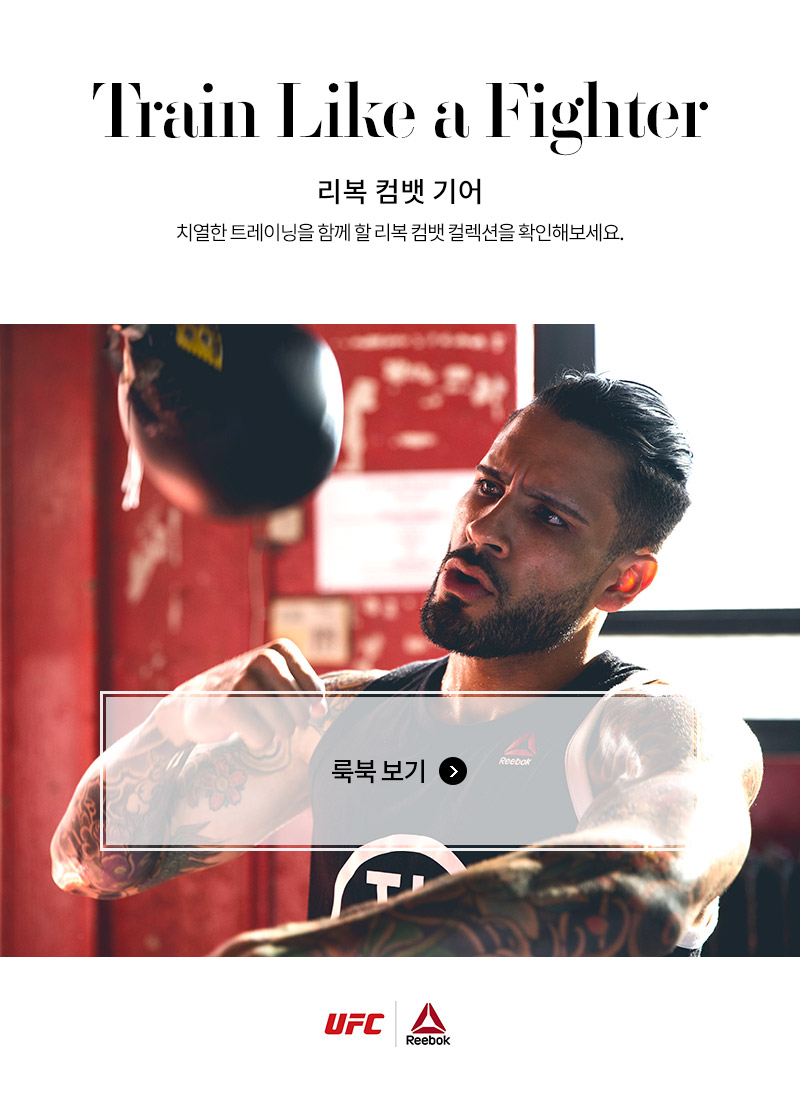 Train Like a Fighter
리복 컴뱃 기어
치열한 트레이닝을 함께 할 리복 컴뱃 컬렉션을 확인해보세요.
Reebok
룩북 보기
UFC
Reebok